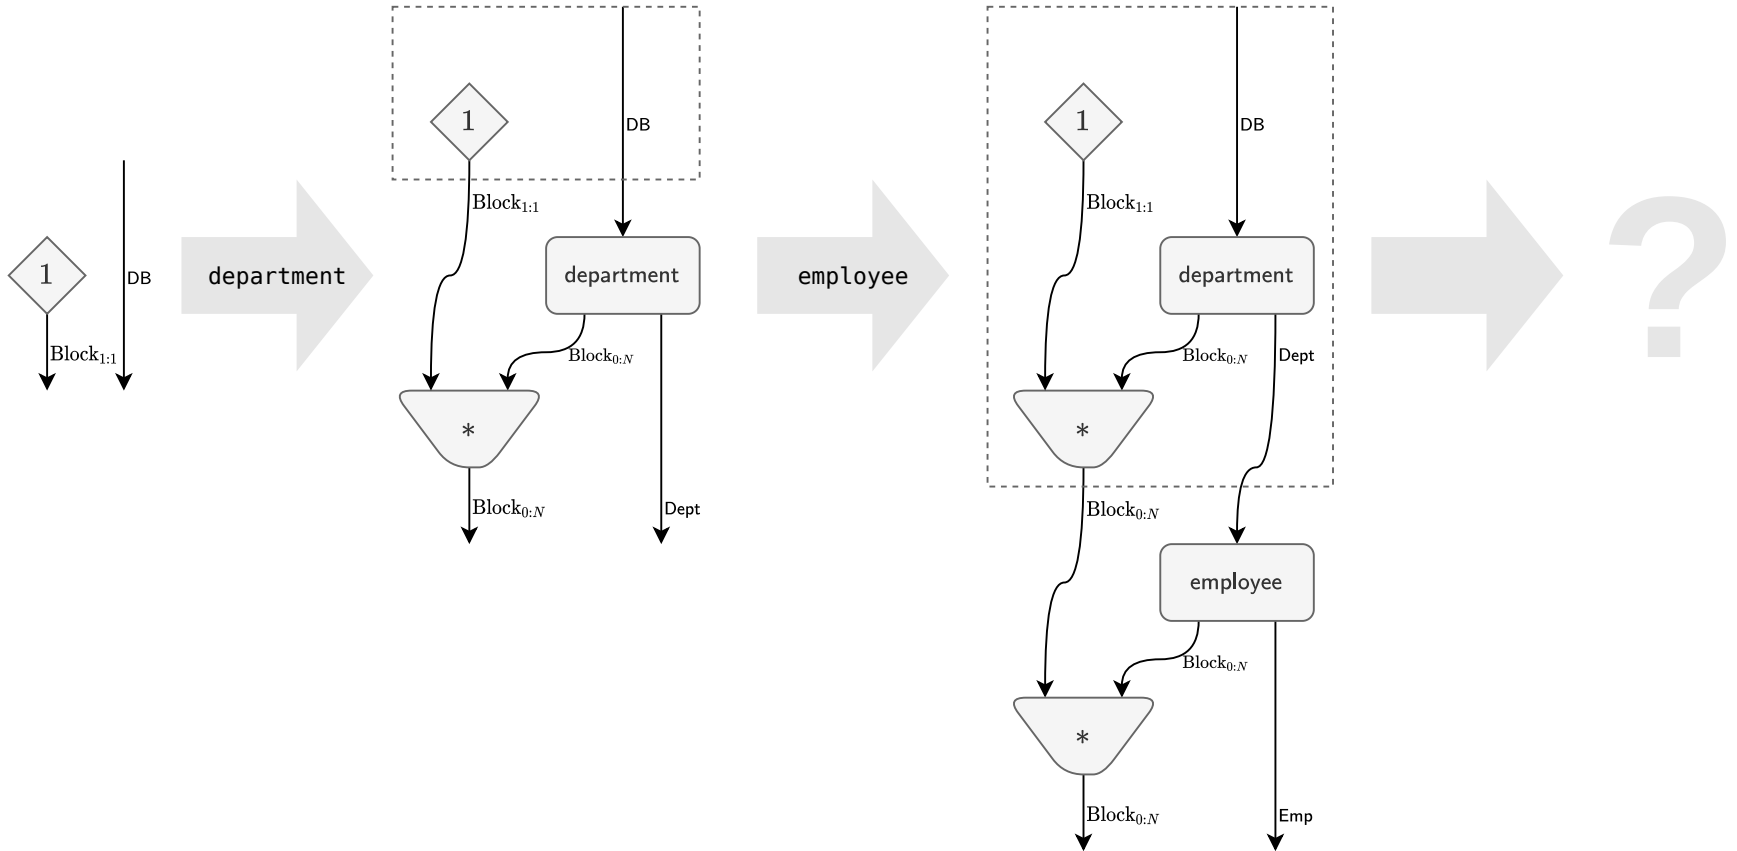 1
DB
Block1:1
department
1
DB
Block1:1
department
Block0:N
*
Block0:N
Dept
employee
1
DB
Block1:1
department
Block0:N
Dept
*
Block0:N
employee
Block0:N
*
Block0:N
Emp
?